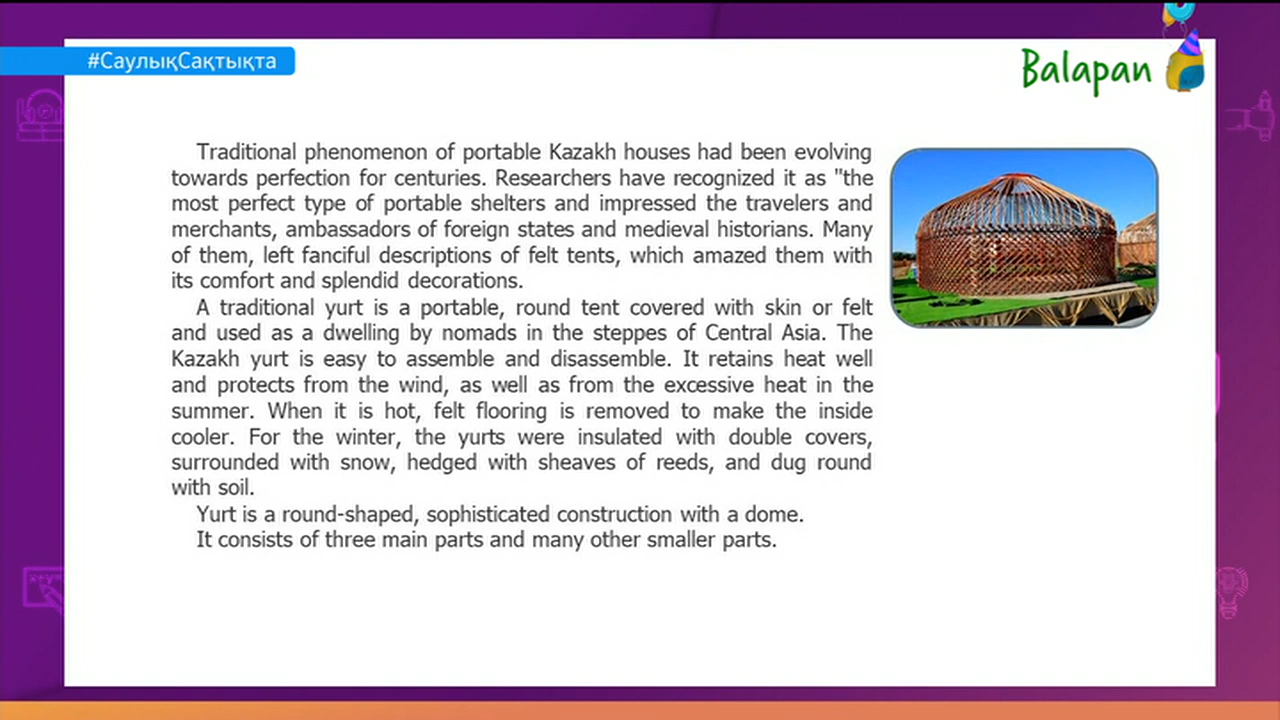 #СаулықСақтықта
Balapan
Traditional phenomenon of portable Kazakh houses had been evolving
towards perfection for centuries. Researchers have recognized it as "the
most perfect type of portable shelters and impressed the travelers and
merchants, ambassadors of foreign states and medieval historians. Many
of them, left fanciful descriptions of felt tents, which amazed them with
its comfort and splendid decorations.
A traditional yurt is a portable, round tent covered with skin or felt
and used as a dwelling by nomads in the steppes of Central Asia. The
Kazakh yurt is easy to assemble and disassemble. It retains heat well
and protects from the wind, as well as from the excessive heat in the
summer. When it is hot, felt flooring is removed to make the inside
cooler. For the winter, the yurts were insulated with double covers,
surrounded with snow, hedged with sheaves of reeds, and dug round
with soil.
Yurt is a round-shaped, sophisticated construction with a dome.
It consists of three main parts and many other smaller parts.